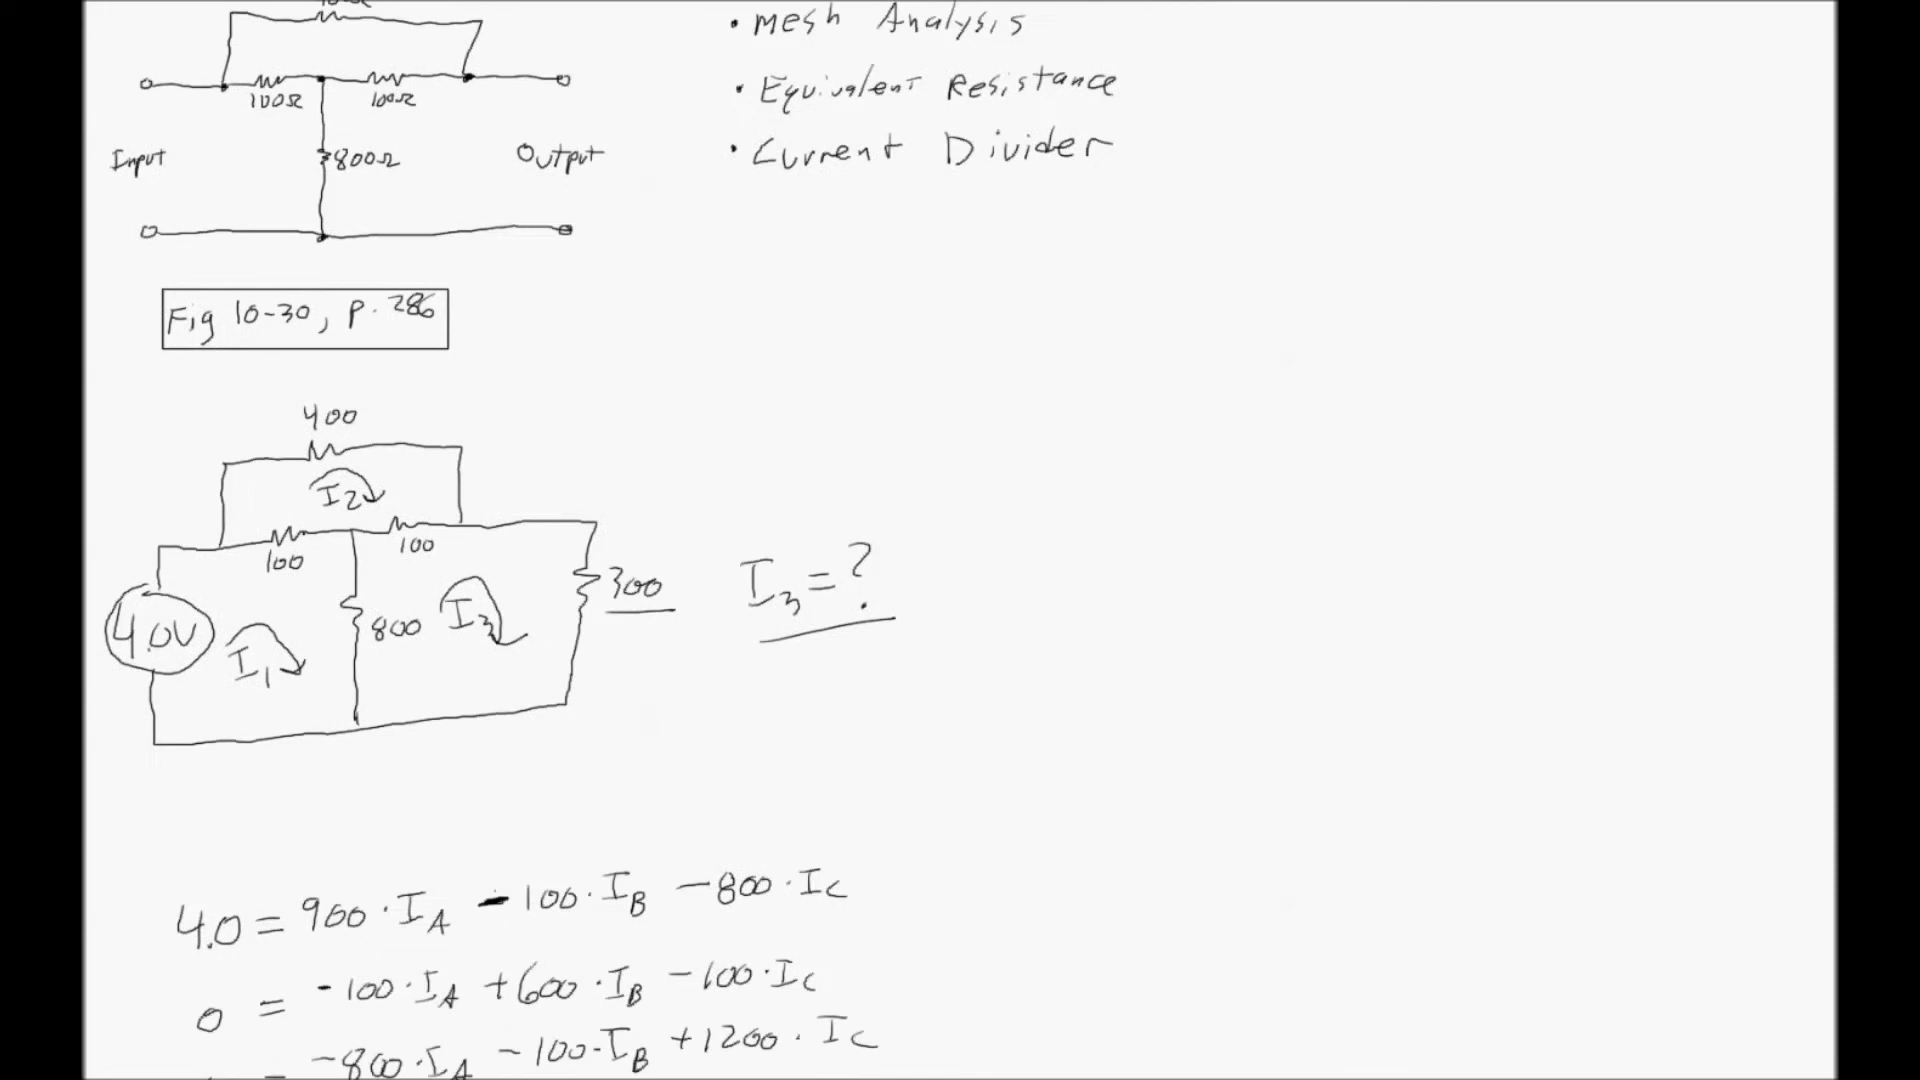 • Mesh Analysis
• Equivalent Resistance
• Current Divider
100Ω 100Ω
Input 800Ω Output
Fig 10-30, p. 286
400
I2
100 100
4.0V I1 800 I3 300
I3 = ?
4.0 = 900 · IA - 100 · IB - 800 · IC
0 = -100 · IA + 600 · IB - 100 · IC
= -800 · IA - 100 · IB + 1200 · IC